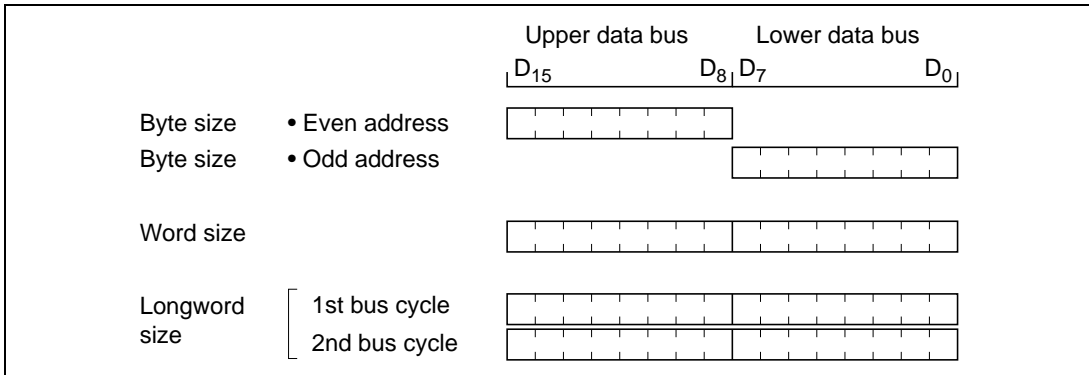 Upper data bus Lower data bus
D15 D8 D7 D0
Byte size • Even address
Byte size • Odd address
Word size
Longword size
1st bus cycle
2nd bus cycle